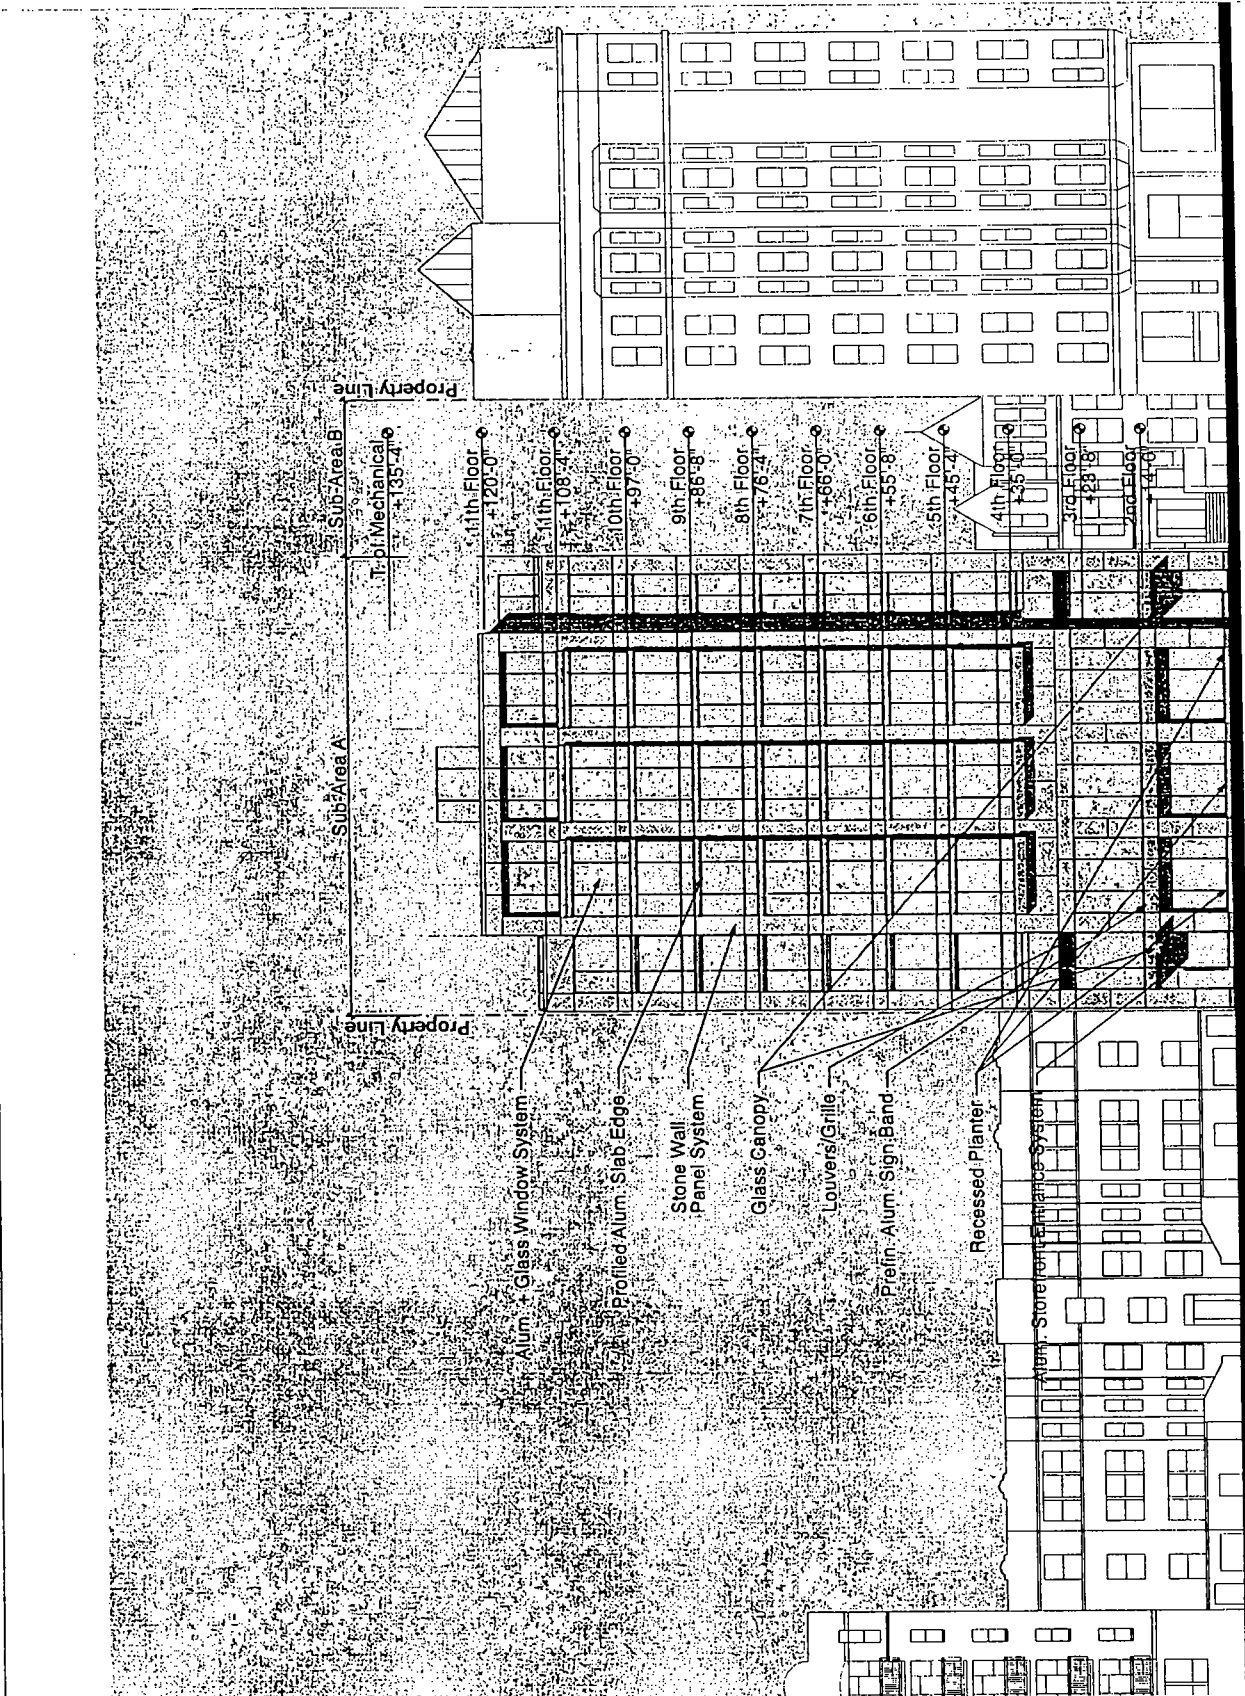 Sub-Area A
Sub-Area B
Property Line
Property Line
T. of Mechanical
+135'-4"
11th Floor
+120'-0"
11th Floor
+108'-4"
10th Floor
+97'-0"
9th Floor
+86'-8"
8th Floor
+76'-4"
7th Floor
+66'-0"
6th Floor
+55'-8"
5th Floor
+45'-4"
4th Floor
+35'-0"
3rd Floor
+23'-8"
2nd Floor
Alum. + Glass Window System
Profiled Alum. Slab Edge
Stone Wall
Panel System
Glass Canopy
Louvers/Grille
Prefin. Alum. Sign Band
Recessed Planter
Alum. Storefront/Entrance System